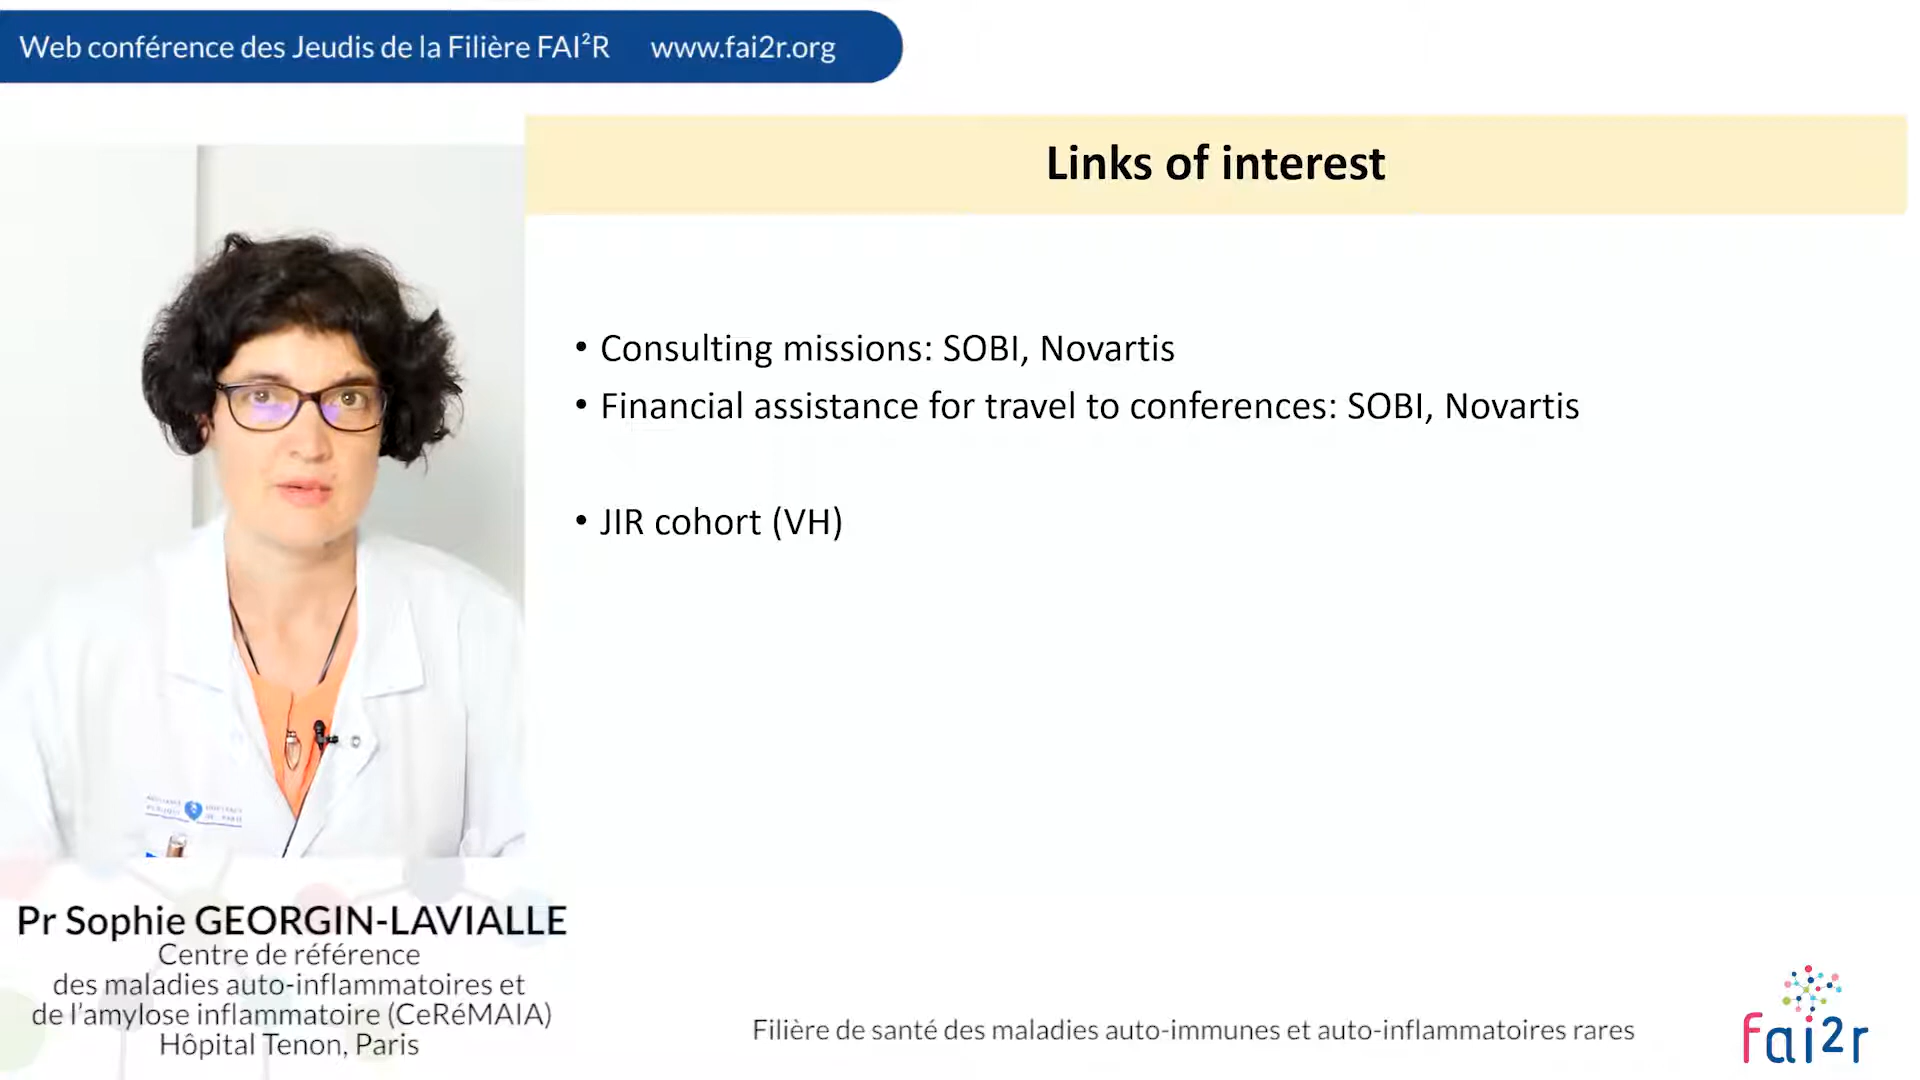 Web conférence des Jeudis de la Filière FAI²R www.fai2r.org
Links of interest
• Consulting missions: SOBI, Novartis
• Financial assistance for travel to conferences: SOBI, Novartis
• JIR cohort (VH)
Pr Sophie GEORGIN-LAVIALLE
Centre de référence
des maladies auto-inflammatoires et
de l'amylose inflammatoire (CeRéMAIA)
Hôpital Tenon, Paris
Filière de santé des maladies auto-immunes et auto-inflammatoires rares
fai2r